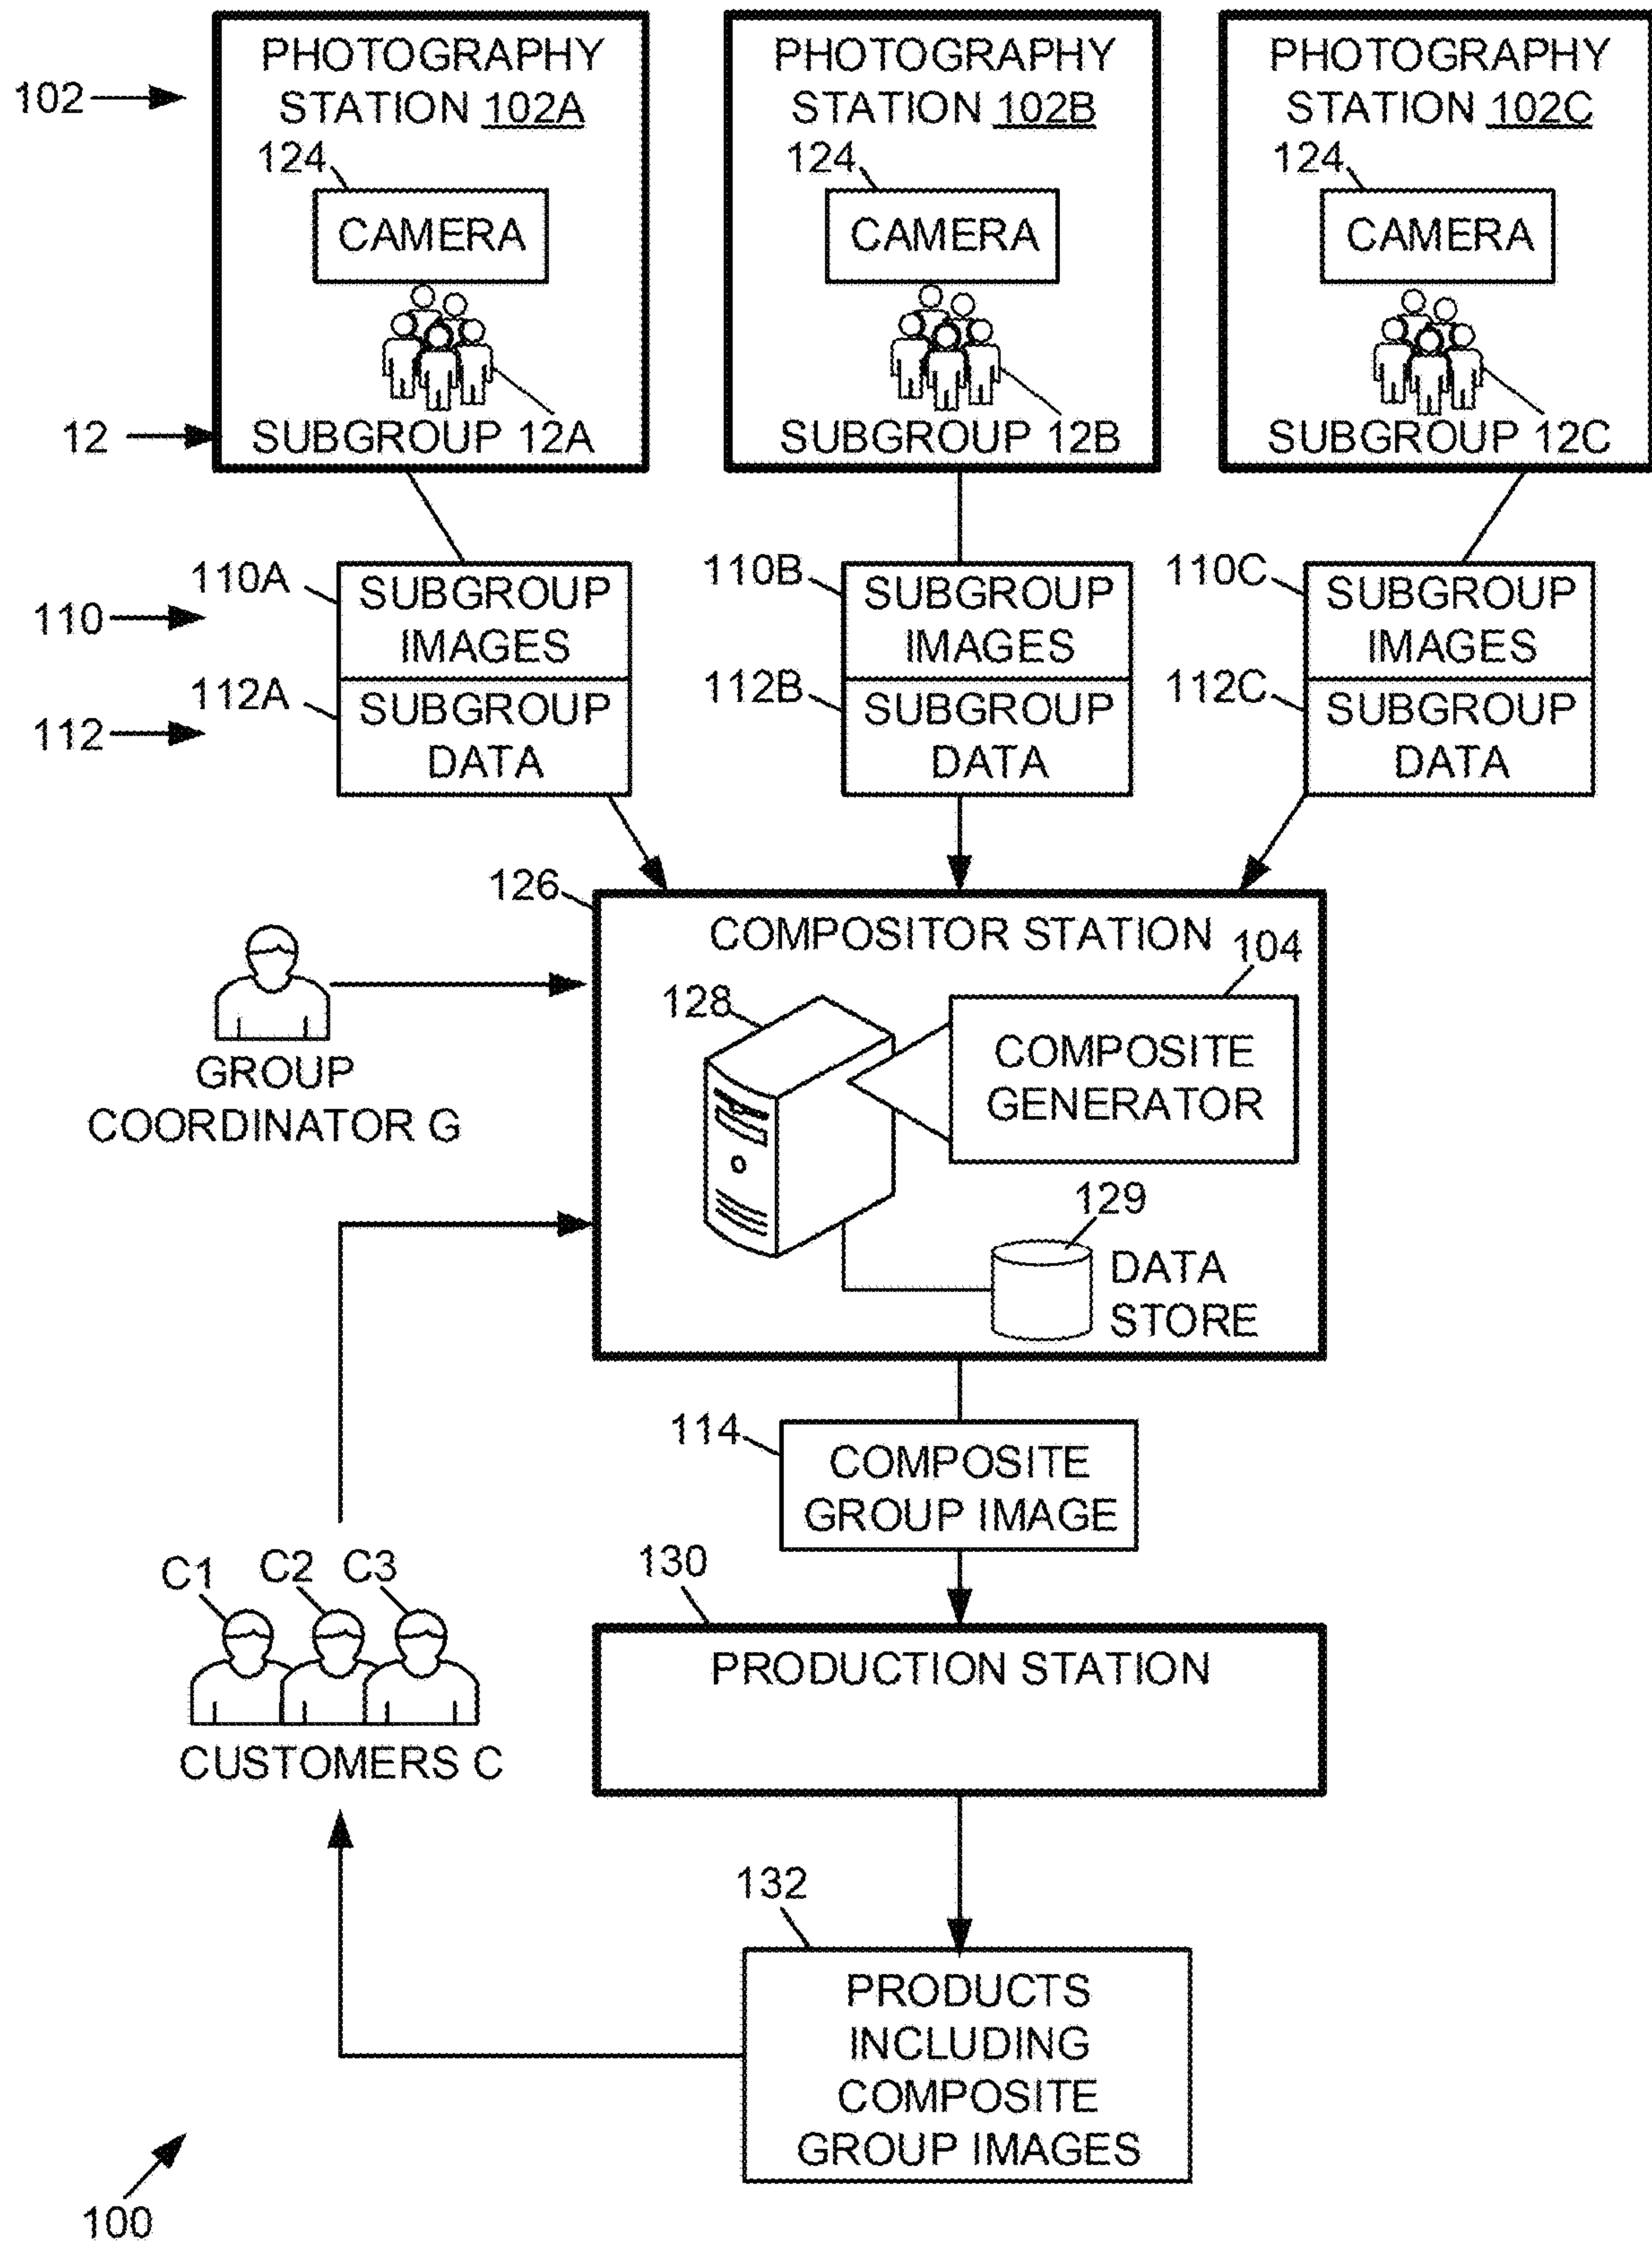 PHOTOGRAPHY
STATION 102A
124
CAMERA
SUBGROUP 12A
PHOTOGRAPHY
STATION 102B
124
CAMERA
SUBGROUP 12B
PHOTOGRAPHY
STATION 102C
124
CAMERA
SUBGROUP 12C
102
12
110
112
110A
SUBGROUP
IMAGES
112A
SUBGROUP
DATA
110B
SUBGROUP
IMAGES
112B
SUBGROUP
DATA
110C
SUBGROUP
IMAGES
112C
SUBGROUP
DATA
126
COMPOSITOR STATION
104
128
COMPOSITE
GENERATOR
129
DATA
STORE
GROUP
COORDINATOR G
114
COMPOSITE
GROUP IMAGE
C1
C2
C3
CUSTOMERS C
130
PRODUCTION STATION
132
PRODUCTS
INCLUDING
COMPOSITE
GROUP IMAGES
100